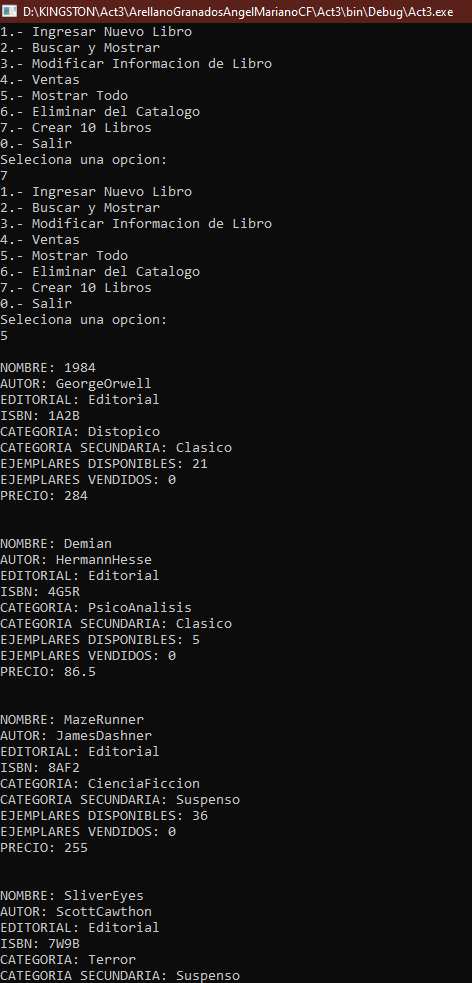 D:\KINGSTON\Act3\ArellanoGranadosAngelMarianoCF\Act3\bin\Debug\Act3.exe
1.- Ingresar Nuevo Libro
2.- Buscar y Mostrar
3.- Modificar Informacion de Libro
4.- Ventas
5.- Mostrar Todo
6.- Eliminar del Catalogo
7.- Crear 10 Libros
0.- Salir
Seleciona una opcion:
7
1.- Ingresar Nuevo Libro
2.- Buscar y Mostrar
3.- Modificar Informacion de Libro
4.- Ventas
5.- Mostrar Todo
6.- Eliminar del Catalogo
7.- Crear 10 Libros
0.- Salir
Seleciona una opcion:
5
NOMBRE: 1984
AUTOR: GeorgeOrwell
EDITORIAL: Editorial
ISBN: 1A2B
CATEGORIA: Distopico
CATEGORIA SECUNDARIA: Clasico
EJEMPLARES DISPONIBLES: 21
EJEMPLARES VENDIDOS: 0
PRECIO: 284
NOMBRE: Demian
AUTOR: HermannHesse
EDITORIAL: Editorial
ISBN: 4G5R
CATEGORIA: PsicoAnalisis
CATEGORIA SECUNDARIA: Clasico
EJEMPLARES DISPONIBLES: 5
EJEMPLARES VENDIDOS: 0
PRECIO: 86.5
NOMBRE: MazeRunner
AUTOR: JamesDashner
EDITORIAL: Editorial
ISBN: 8AF2
CATEGORIA: CienciaFiccion
CATEGORIA SECUNDARIA: Suspenso
EJEMPLARES DISPONIBLES: 36
EJEMPLARES VENDIDOS: 0
PRECIO: 255
NOMBRE: SliverEyes
AUTOR: ScottCawthon
EDITORIAL: Editorial
ISBN: 7W9B
CATEGORIA: Terror
CATEGORIA SECUNDARIA: Suspenso